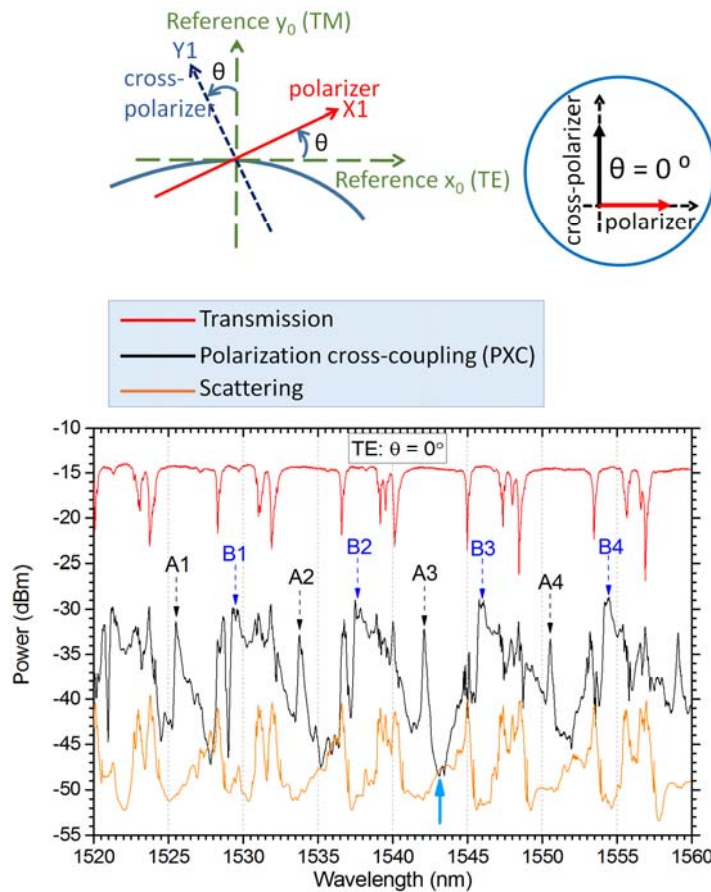 Reference y₀ (TM)
Y1
θ
cross-
polarizer
polarizer
X1
θ
Reference x₀ (TE)
cross-polarizer
θ = 0 °
polarizer
Transmission
Polarization cross-coupling (PXC)
Scattering
TE: θ = 0°
Power (dBm)
-10
-15
-20
-25
-30
-35
-40
-45
-50
-55
A1
B1
A2
B2
A3
B3
A4
B4
1520
1525
1530
1535
1540
1545
1550
1555
1560
Wavelength (nm)